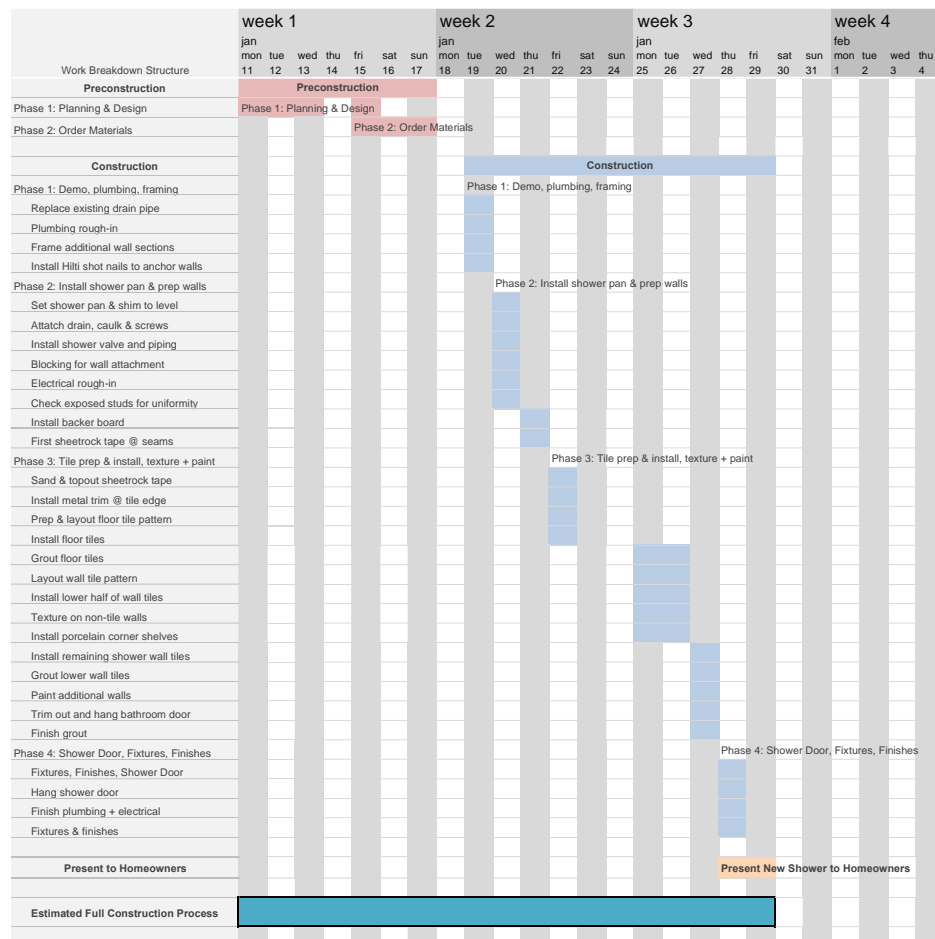 week 1 week 2 week 3 week 4
jan jan jan feb
mon tue wed thu fri sat sun mon tue wed thu fri sat sun mon tue wed thu fri sat sun mon tue wed thu
Work Breakdown Structure 11 12 13 14 15 16 17 18 19 20 21 22 23 24 25 26 27 28 29 30 31 1 2 3 4
Preconstruction Preconstruction
Phase 1: Planning & Design Phase 1: Planning & Design
Phase 2: Order Materials Phase 2: Order Materials
Construction Construction
Phase 1: Demo, plumbing, framing Phase 1: Demo, plumbing, framing
Replace existing drain pipe
Plumbing rough-in
Frame additional wall sections
Install Hilti shot nails to anchor walls
Phase 2: Install shower pan & prep walls Phase 2: Install shower pan & prep walls
Set shower pan & shim to level
Attatch drain, caulk & screws
Install shower valve and piping
Blocking for wall attachment
Electrical rough-in
Check exposed studs for uniformity
Install backer board
First sheetrock tape @ seams
Phase 3: Tile prep & install, texture + paint Phase 3: Tile prep & install, texture + paint
Sand & topout sheetrock tape
Install metal trim @ tile edge
Prep & layout floor tile pattern
Install floor tiles
Grout floor tiles
Layout wall tile pattern
Install lower half of wall tiles
Texture on non-tile walls
Install porcelain corner shelves
Install remaining shower wall tiles
Grout lower wall tiles
Paint additional walls
Trim out and hang bathroom door
Finish grout
Phase 4: Shower Door, Fixtures, Finishes Phase 4: Shower Door, Fixtures, Finishes
Fixtures, Finishes, Shower Door
Hang shower door
Finish plumbing + electrical
Fixtures & finishes
Present to Homeowners Present New Shower to Homeowners
Estimated Full Construction Process